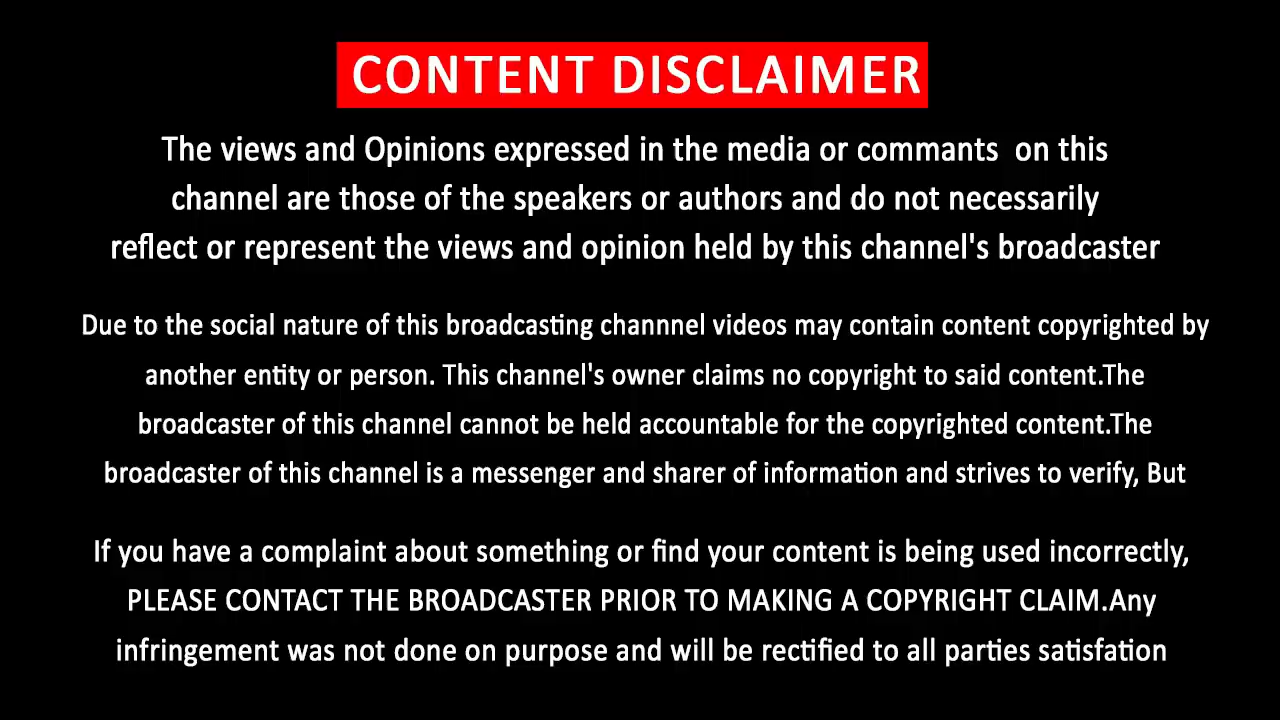 CONTENT DISCLAIMER
The views and Opinions expressed in the media or commants on this
channel are those of the speakers or authors and do not necessarily
reflect or represent the views and opinion held by this channel's broadcaster
Due to the social nature of this broadcasting channnel videos may contain content copyrighted by
another entity or person. This channel's owner claims no copyright to said content.The
broadcaster of this channel cannot be held accountable for the copyrighted content.The
broadcaster of this channel is a messenger and sharer of information and strives to verify, But
If you have a complaint about something or find your content is being used incorrectly,
PLEASE CONTACT THE BROADCASTER PRIOR TO MAKING A COPYRIGHT CLAIM.Any
infringement was not done on purpose and will be rectified to all parties satisfation